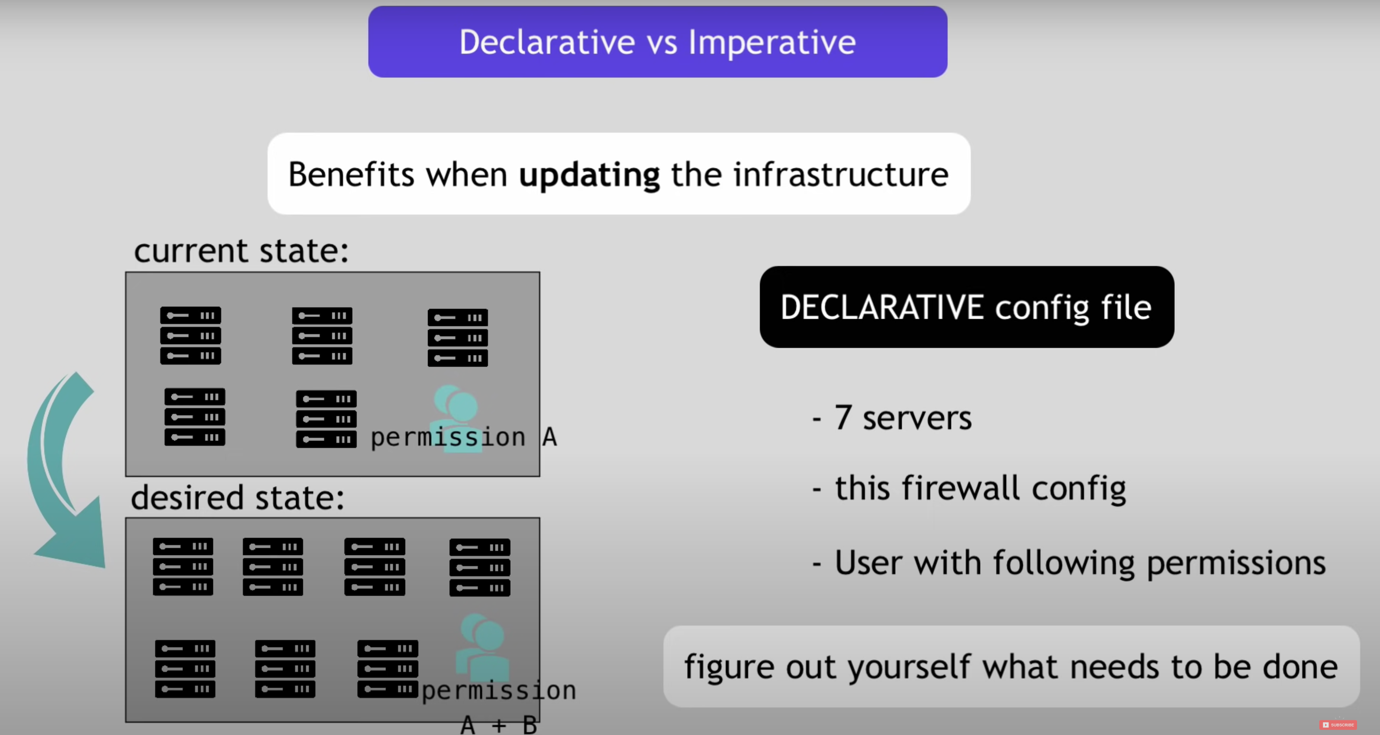 Declarative vs Imperative
Benefits when updating the infrastructure
current state:
permission A
desired state:
permission
A + B
DECLARATIVE config file
- 7 servers
- this firewall config
- User with following permissions
figure out yourself what needs to be done
SUBSCRIBE